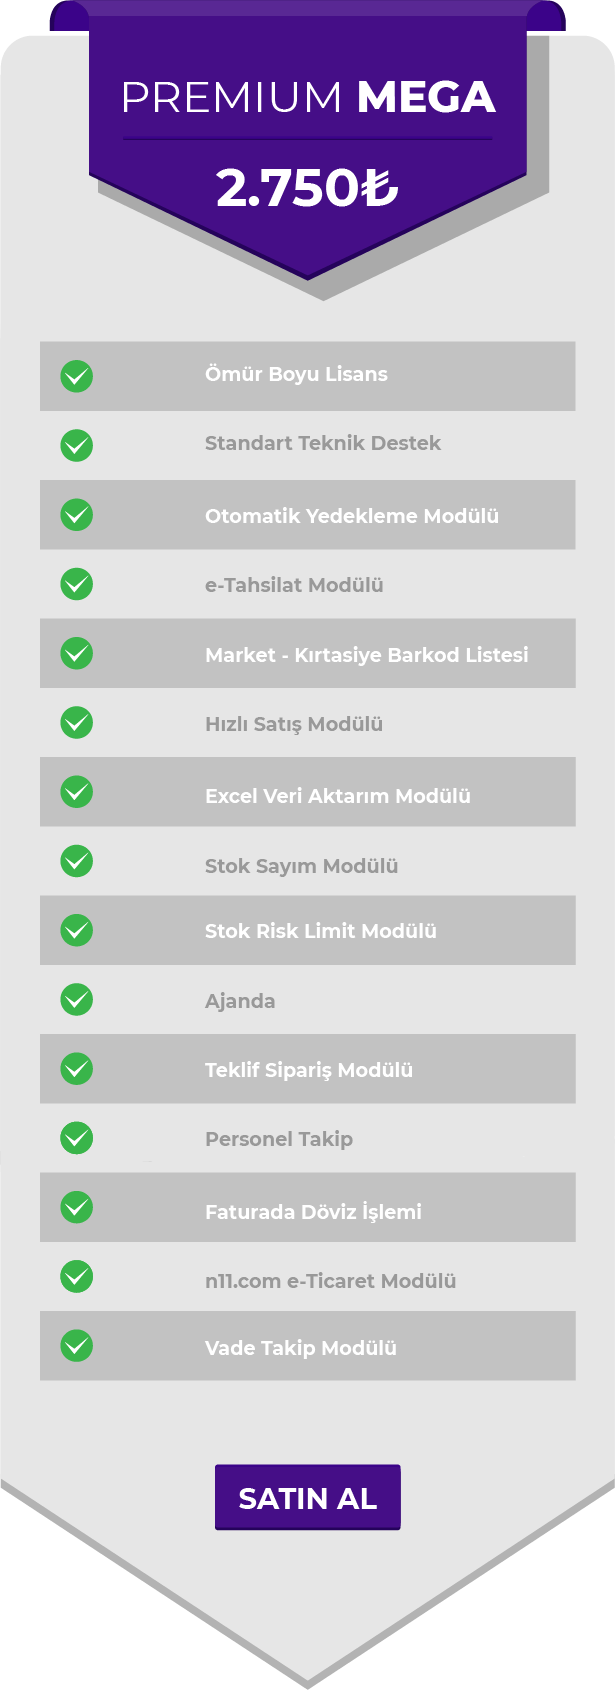 PREMIUM MEGA
2.750₺
Ömür Boyu Lisans
Standart Teknik Destek
Otomatik Yedekleme Modülü
e-Tahsilat Modülü
Market - Kırtasiye Barkod Listesi
Hızlı Satış Modülü
Excel Veri Aktarım Modülü
Stok Sayım Modülü
Stok Risk Limit Modülü
Ajanda
Teklif Sipariş Modülü
Personel Takip
Faturada Döviz İşlemi
n11.com e-Ticaret Modülü
Vade Takip Modülü
SATIN AL